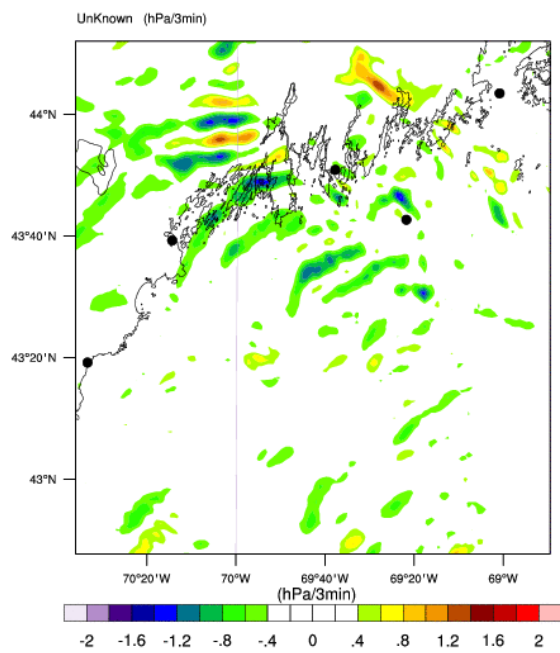 UnKnown (hPa/3min)
44°N
43°40'N
43°20'N
43°N
70°20'W 70°W 69°40'W 69°20'W 69°W
(hPa/3min)
-2 -1.6 -1.2 -.8 -.4 0 .4 .8 1.2 1.6 2